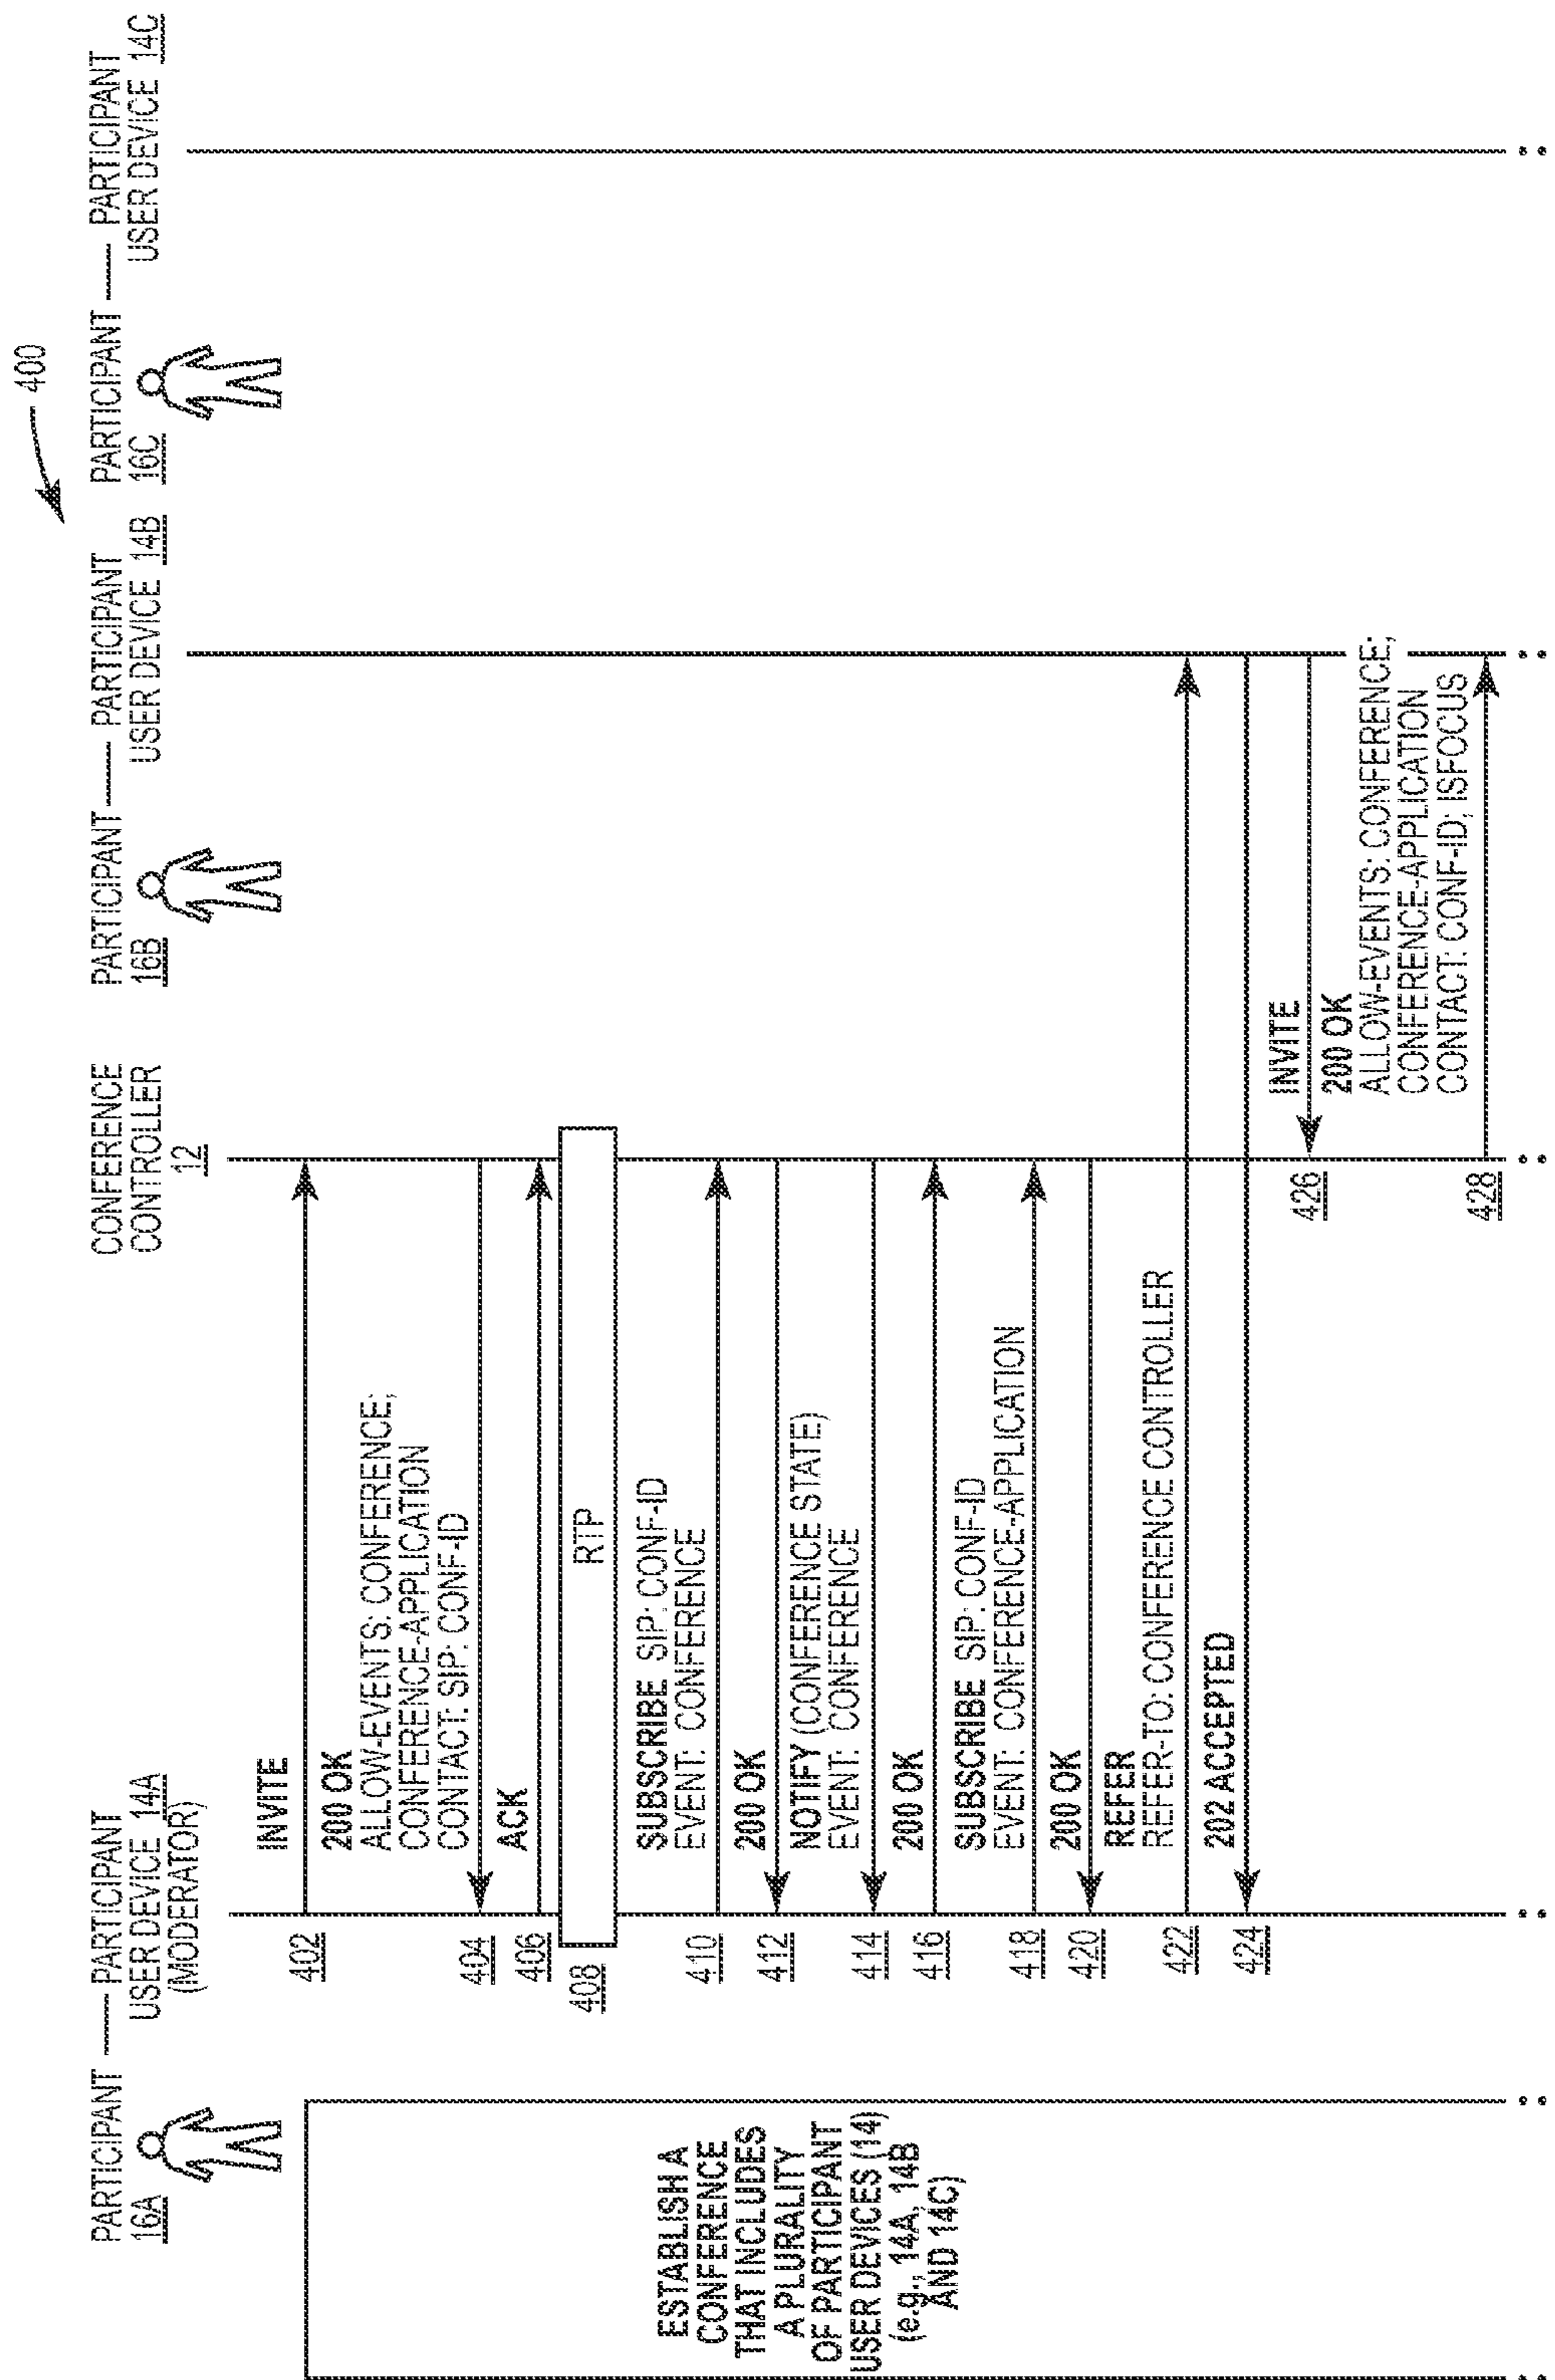 400
PARTICIPANT
16A
PARTICIPANT
USER DEVICE 14A
(MODERATOR)
CONFERENCE
CONTROLLER
12
PARTICIPANT
16B
PARTICIPANT
USER DEVICE 14B
PARTICIPANT
16C
PARTICIPANT
USER DEVICE 14C
ESTABLISH A
CONFERENCE
THAT INCLUDES
A PLURALITY
OF PARTICIPANT
USER DEVICES (14)
(e.g., 14A, 14B
AND 14C)
INVITE
402
200 OK
ALLOW-EVENTS: CONFERENCE;
CONFERENCE-APPLICATION
CONTACT: SIP: CONF-ID
404
ACK
406
RTP
408
SUBSCRIBE SIP: CONF-ID
EVENT: CONFERENCE
410
200 OK
412
NOTIFY (CONFERENCE STATE)
EVENT: CONFERENCE
414
200 OK
416
SUBSCRIBE SIP: CONF-ID
EVENT: CONFERENCE-APPLICATION
418
200 OK
420
REFER
REFER-TO: CONFERENCE CONTROLLER
422
202 ACCEPTED
424
INVITE
426
200 OK
ALLOW-EVENTS: CONFERENCE;
CONFERENCE-APPLICATION
CONTACT: CONF-ID; ISFOCUS
428